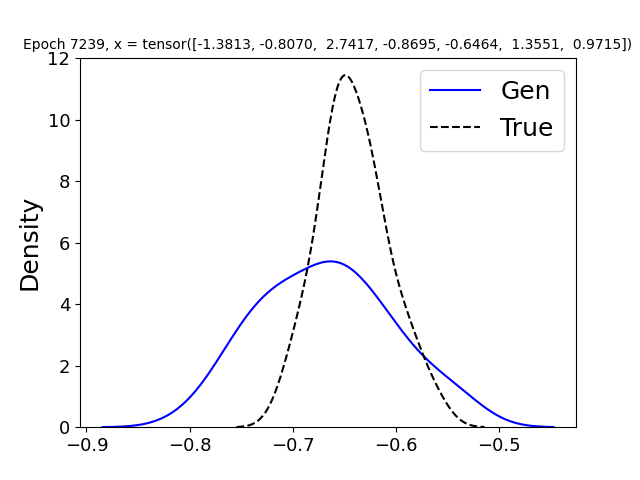 Epoch 7239, x = tensor([-1.3813, -0.8070,  2.7417, -0.8695, -0.6464,  1.3551,  0.9715])
12
10
8
6
4
2
0
Density
Gen
True
−0.9 −0.8 −0.7 −0.6 −0.5